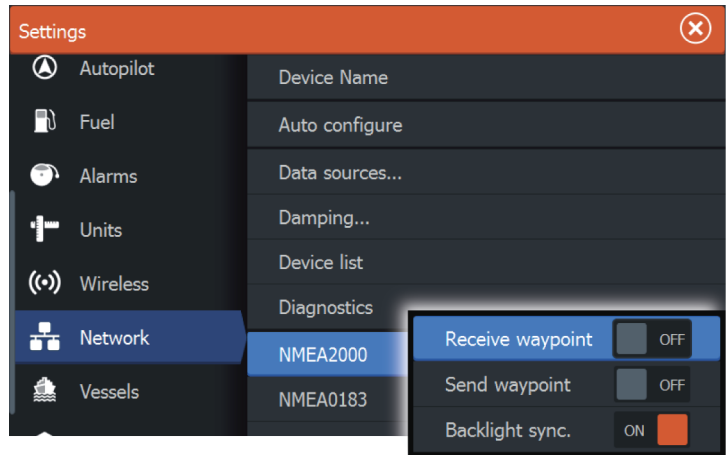 Settings
Autopilot
Fuel
Alarms
Units
Wireless
Network
Vessels
Device Name
Auto configure
Data sources...
Damping...
Device list
Diagnostics
NMEA2000
NMEA0183
Receive waypoint OFF
Send waypoint OFF
Backlight sync. ON